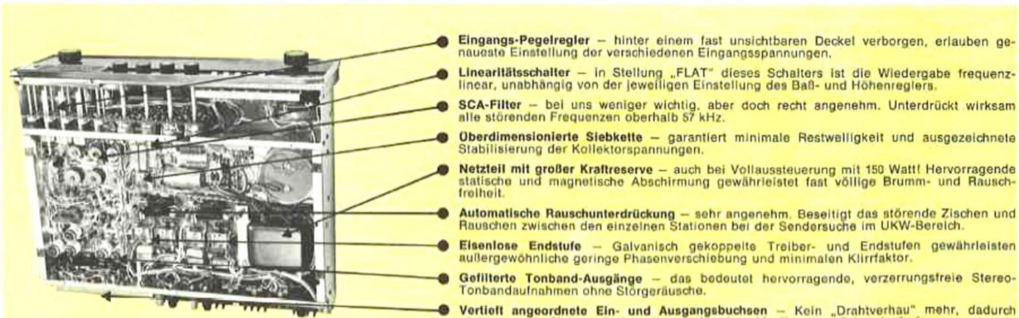 Eingangs-Pegelregler – hinter einem fast unsichtbaren Deckel verborgen, erlauben ge-
naueste Einstellung der verschiedenen Eingangsspannungen.
Linearitätsschalter – in Stellung „FLAT" dieses Schalters ist die Wiedergabe frequenz-
linear, unabhängig von der jeweiligen Einstellung des Baß- und Höhenreglers.
SCA-Filter – bei uns weniger wichtig, aber doch recht angenehm. Unterdrückt wirksam
alle störenden Frequenzen oberhalb 57 kHz.
Überdimensionierte Siebkette – garantiert minimale Restwelligkeit und ausgezeichnete
Stabilisierung der Kollektorspannungen.
Netzteil mit großer Kraftreserve – auch bei Vollaussteuerung mit 150 Watt! Hervorragende
statische und magnetische Abschirmung gewährleistet fast völlige Brumm- und Rausch-
freiheit.
Automatische Rauschunterdrückung – sehr angenehm. Beseitigt das störende Zischen und
Rauschen zwischen den einzelnen Stationen bei der Sendersuche im UKW-Bereich.
Eisenlose Endstufe – Galvanisch gekoppelte Treiber- und Endstufen gewährleisten
außergewöhnliche geringe Phasenverschiebung und minimalen Klirrfaktor.
Gefilterte Tonband-Ausgänge – das bedeutet hervorragende, verzerrungsfreie Stereo-
Tonbandaufnahmen ohne Störgeräusche.
Vertieft angeordnete Ein- und Ausgangsbuchsen – Kein „Drahtverhau" mehr, dadurch